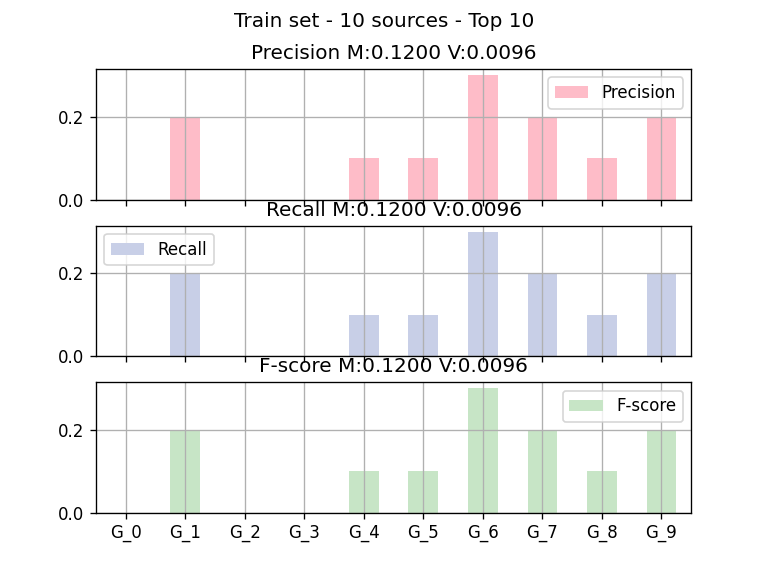 Train set - 10 sources - Top 10
Precision M:0.1200 V:0.0096
Precision
0.2
0.0
Recall M:0.1200 V:0.0096
Recall
0.2
0.0
F-score M:0.1200 V:0.0096
F-score
0.2
0.0
G_0 G_1 G_2 G_3 G_4 G_5 G_6 G_7 G_8 G_9